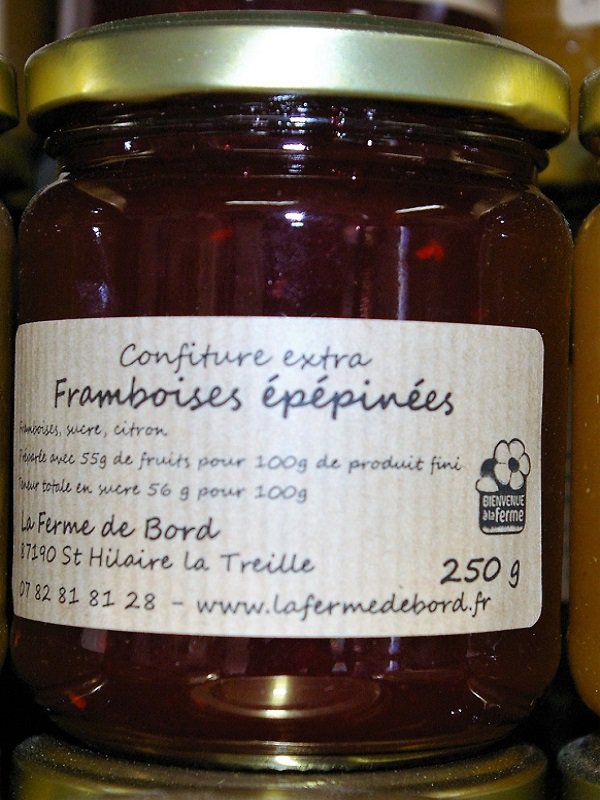 Confiture extra
Framboises épépinées
Framboises, sucre, citron
Préparée avec 55g de fruits pour 100g de produit fini
Teneur totale en sucre 56 g pour 100g
La Ferme de Bord
87190 St Hilaire la Treille
250 g
07 82 81 81 28 - www.lafermedebord.fr
BIENVENUE
à la ferme